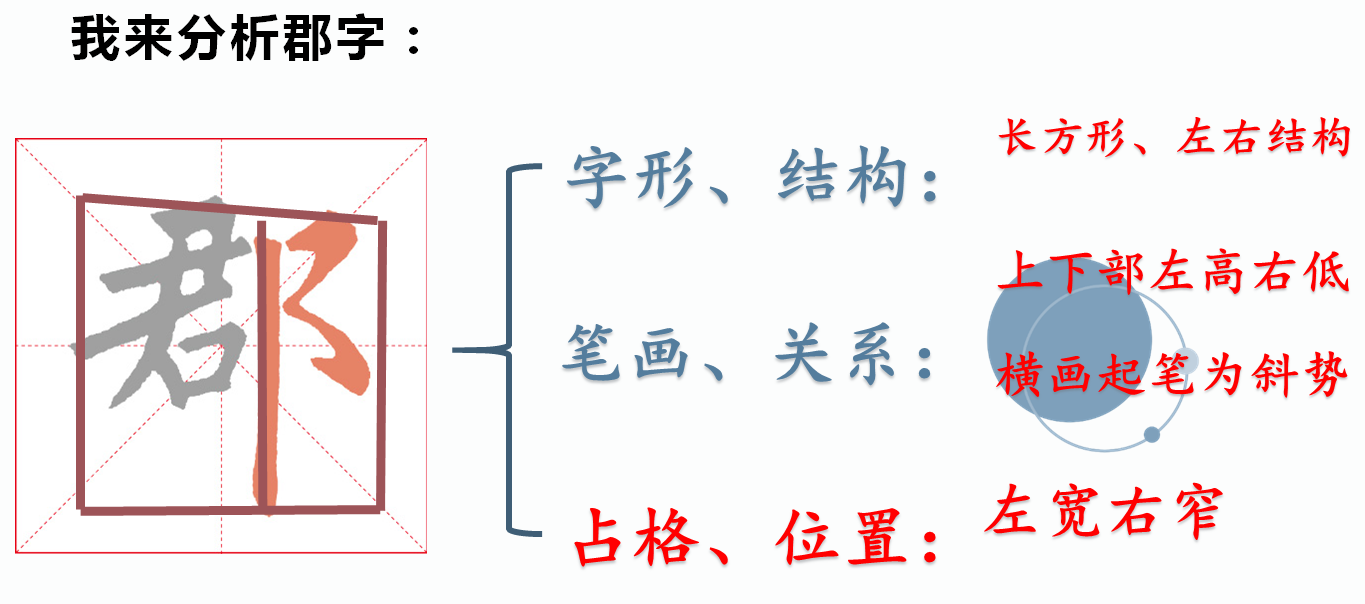 我来分析郡字：
郡
字形、结构：
长方形、左右结构
笔画、关系：
上下部左高右低
横画起笔为斜势
占格、位置：
左宽右窄